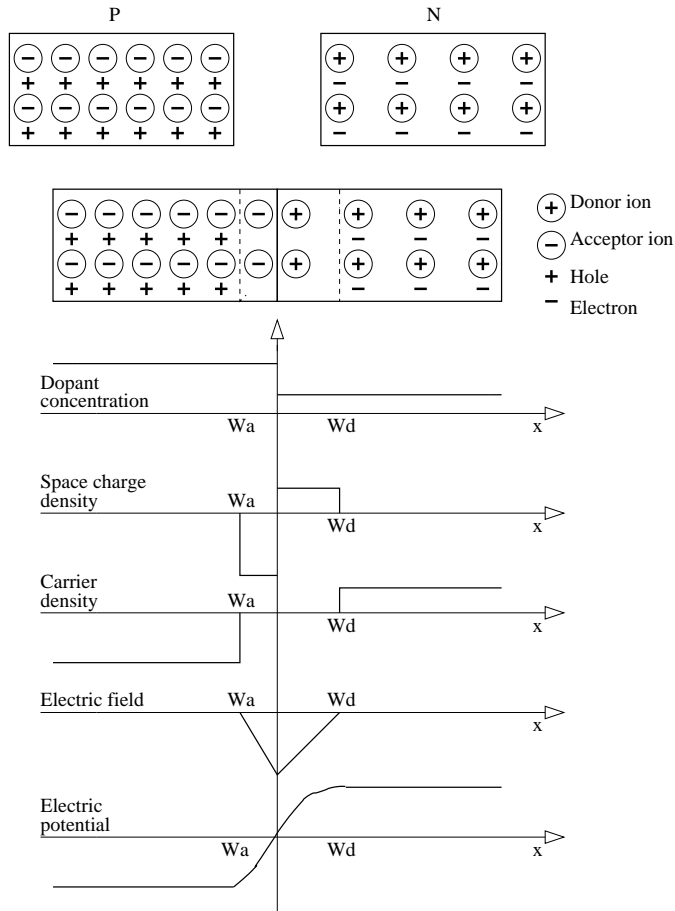 P
N
Donor ion
Acceptor ion
Hole
Electron
Dopant
concentration
Wa
Wd
x
Space charge
density
Wa
Wd
x
Carrier
density
Wa
Wd
x
Electric field
Wa
Wd
x
Electric
potential
Wa
Wd
x